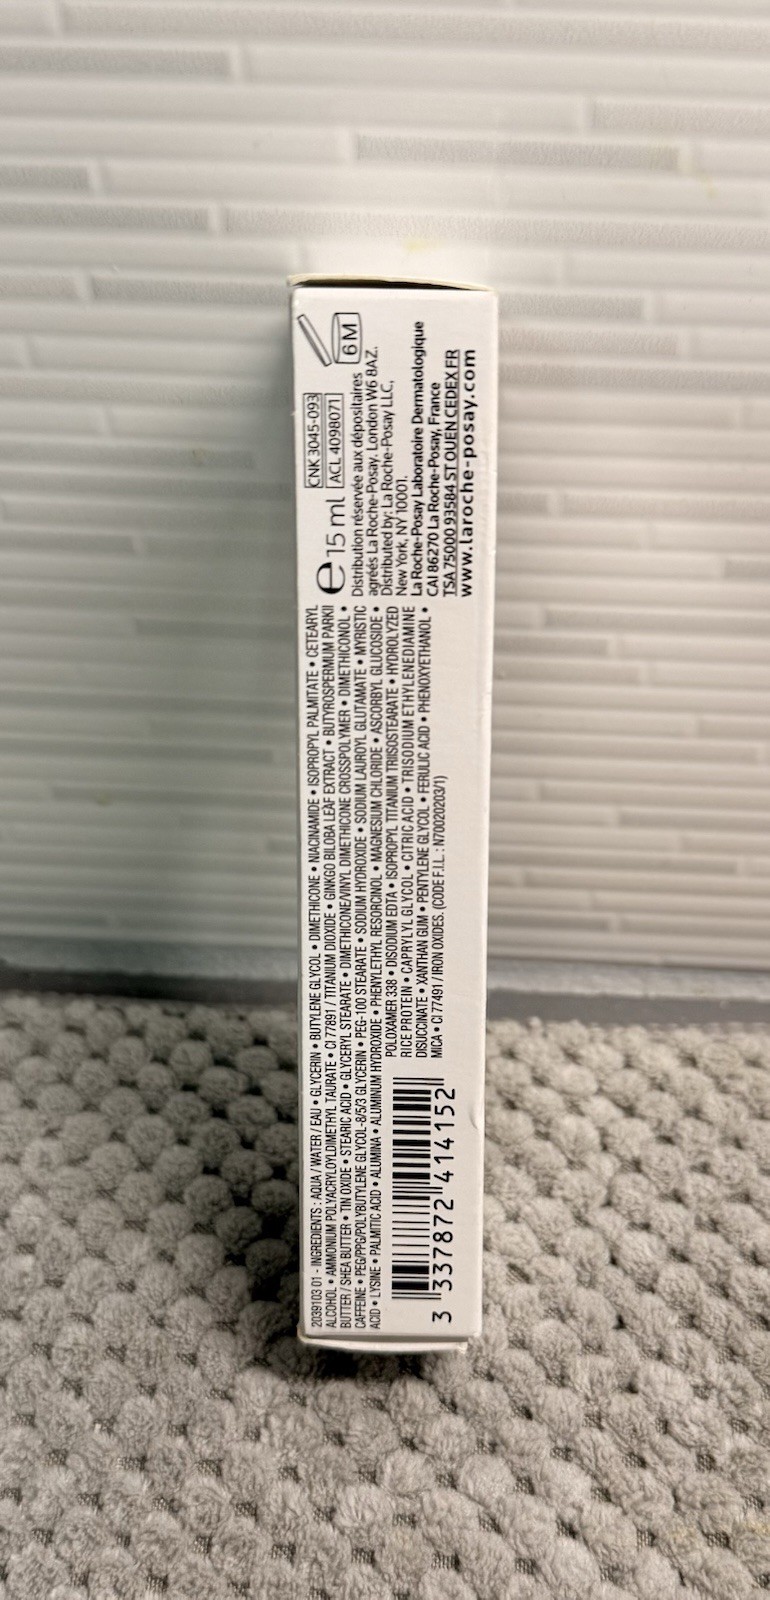 2039103 01 - INGREDIENTS : AQUA / WATER / EAU • GLYCERIN • BUTYLENE GLYCOL • DIMETHICONE • NIACINAMIDE • ISOPROPYL PALMITATE • CETEARYL
ALCOHOL • AMMONIUM POLYACRYLOYLDIMETHYL TAURATE • CI 77891 / TITANIUM DIOXIDE • GINKGO BILOBA LEAF EXTRACT • BUTYROSPERMUM PARKII
BUTTER / SHEA BUTTER • TIN OXIDE • STEARIC ACID • GLYCERYL STEARATE • DIMETHICONE/VINYL DIMETHICONE CROSSPOLYMER • DIMETHICONOL •
CAFFEINE • PEG/PPG/POLYBUTYLENE GLYCOL-8/5/3 GLYCERIN • PEG-100 STEARATE • SODIUM HYDROXIDE • SODIUM LAUROYL GLUTAMATE • MYRISTIC
ACID • LYSINE • PALMITIC ACID • ALUMINA • ALUMINUM HYDROXIDE • PHENYLETHYL RESORCINOL • MAGNESIUM CHLORIDE • ASCORBYL GLUCOSIDE •
POLOXAMER 338 • DISODIUM EDTA • ISOPROPYL TITANIUM TRIISOSTEARATE • HYDROLYZED
RICE PROTEIN • CAPRYLYL GLYCOL • CITRIC ACID • TRISODIUM ETHYLENEDIAMINE
DISUCCINATE • XANTHAN GUM • PENTYLENE GLYCOL • FERULIC ACID • PHENOXYETHANOL •
MICA • CI 77491 / IRON OXIDES. (CODE F.I.L. : N70020203/1)
3 337872 414152
e 15 ml
CNK 3045-093
ACL 4098071
6M
Distribution réservée aux dépositaires
agréés La Roche-Posay. London W6 8AZ.
Distributed by: La Roche-Posay LLC,
New York, NY 10001.
La Roche-Posay Laboratoire Dermatologique
CAI 86270 La Roche-Posay, France
TSA 75000 93584 ST OUEN CEDEX FR
www.laroche-posay.com